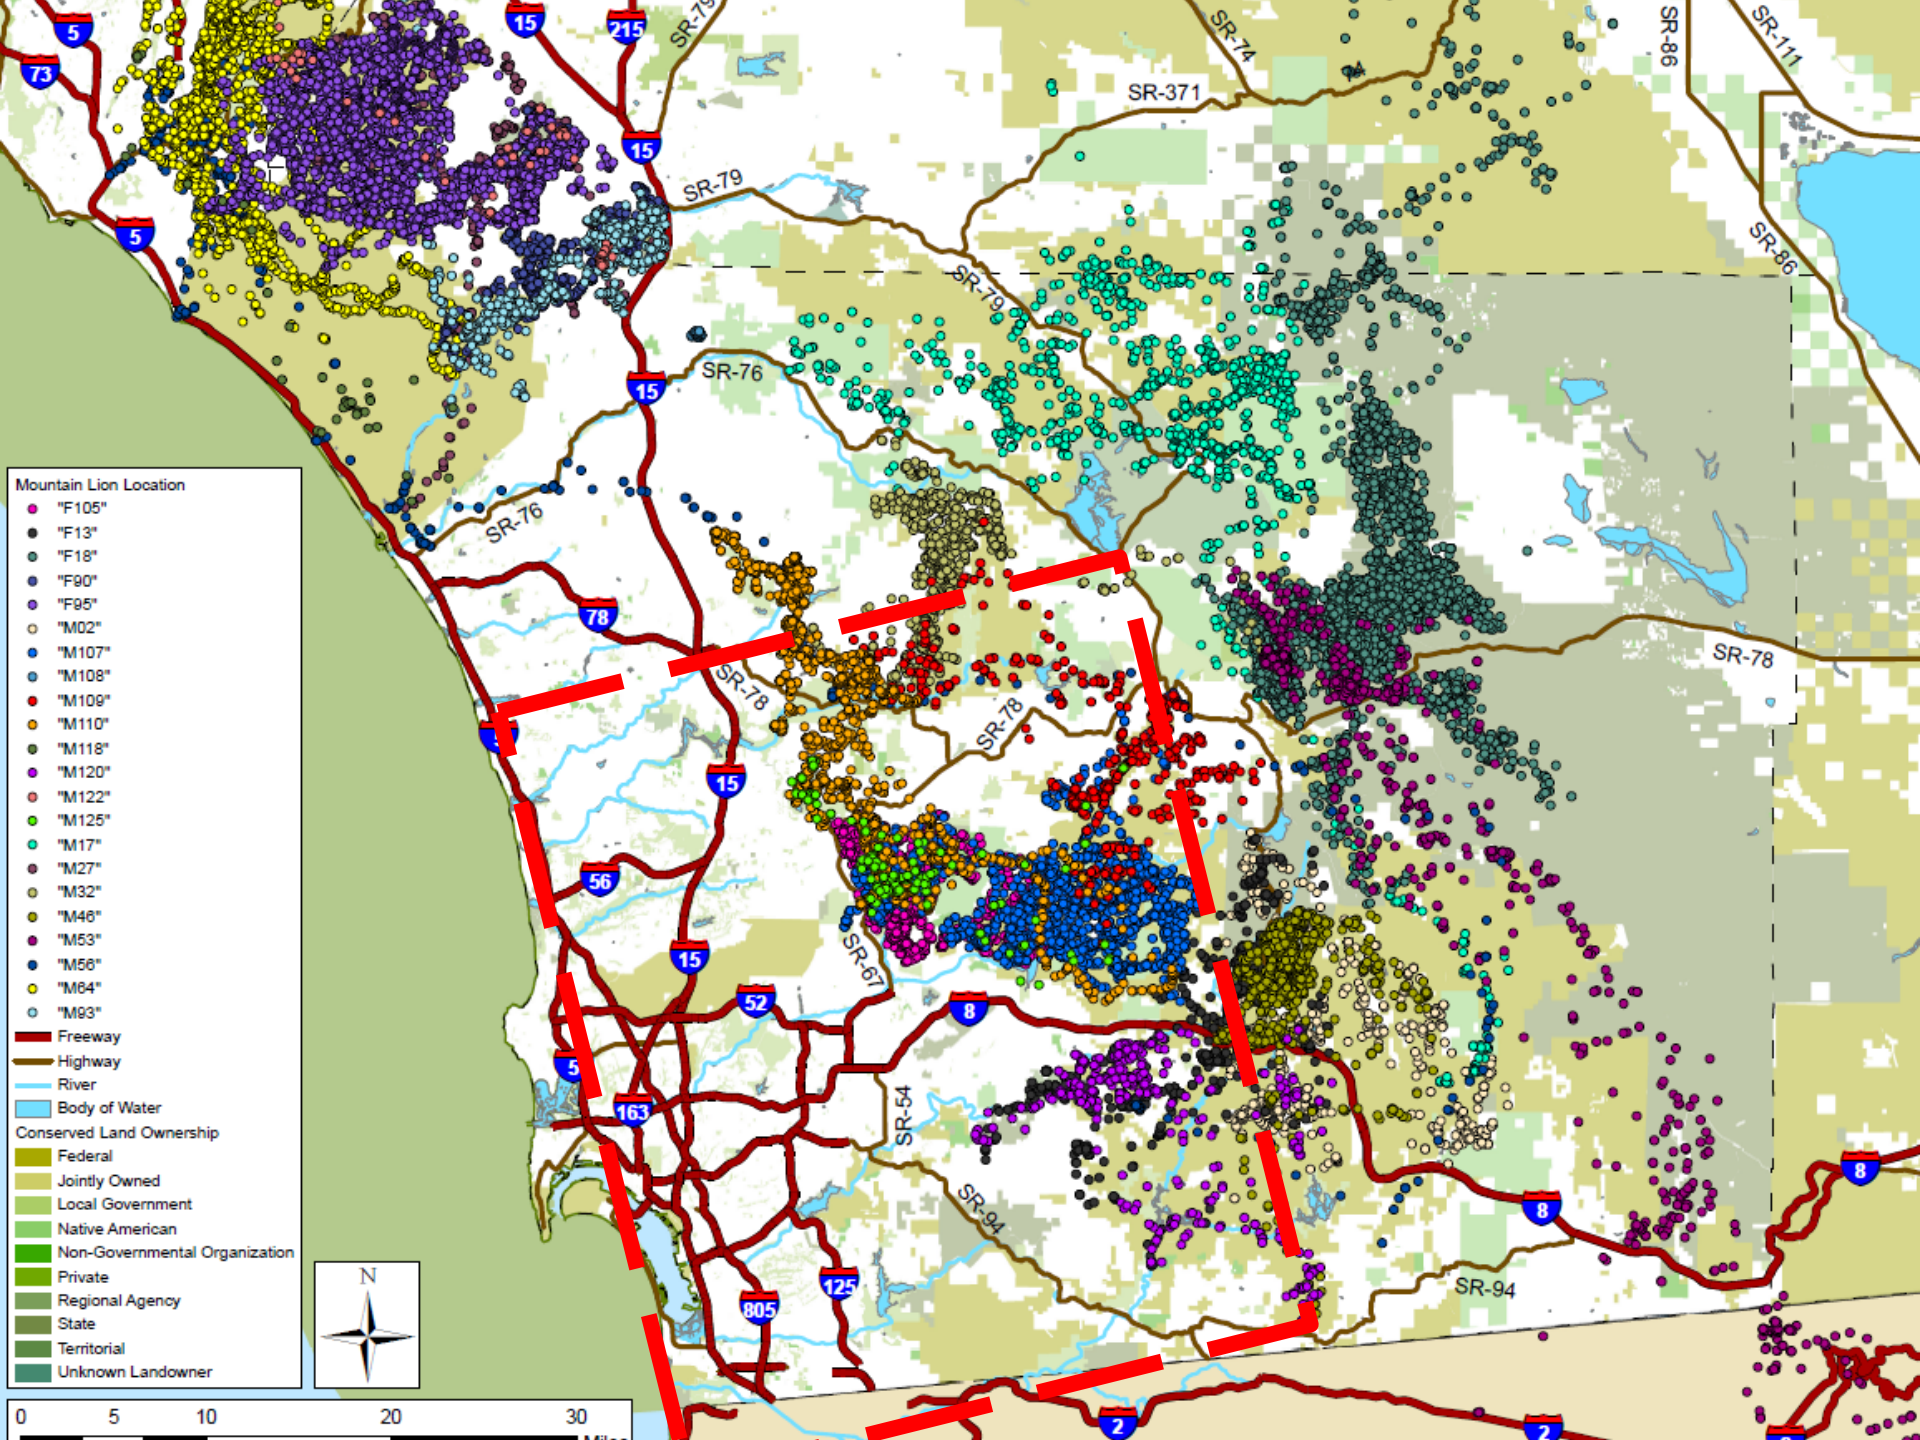 5
15
215
SR-79
SR-74
SR-86
SR-111
73
74
SR-371
15
SR-79
5
SR-86
SR-79
SR-76
15
Mountain Lion Location
"F105"
"F13"
"F18"
"F90"
"F95"
"M02"
"M107"
"M108"
"M109"
"M110"
"M118"
"M120"
"M122"
"M125"
"M17"
"M27"
"M32"
"M46"
"M53"
"M56"
"M64"
"M93"
Freeway
Highway
River
Body of Water
Conserved Land Ownership
Federal
Jointly Owned
Local Government
Native American
Non-Governmental Organization
Private
Regional Agency
State
Territorial
Unknown Landowner
SR-76
78
SR-78
SR-78
SR-78
5
15
56
SR-67
15
52
8
5
163
SR-54
SR-94
8
8
N
805
125
SR-94
2
2
0 5 10 20 30
Miles